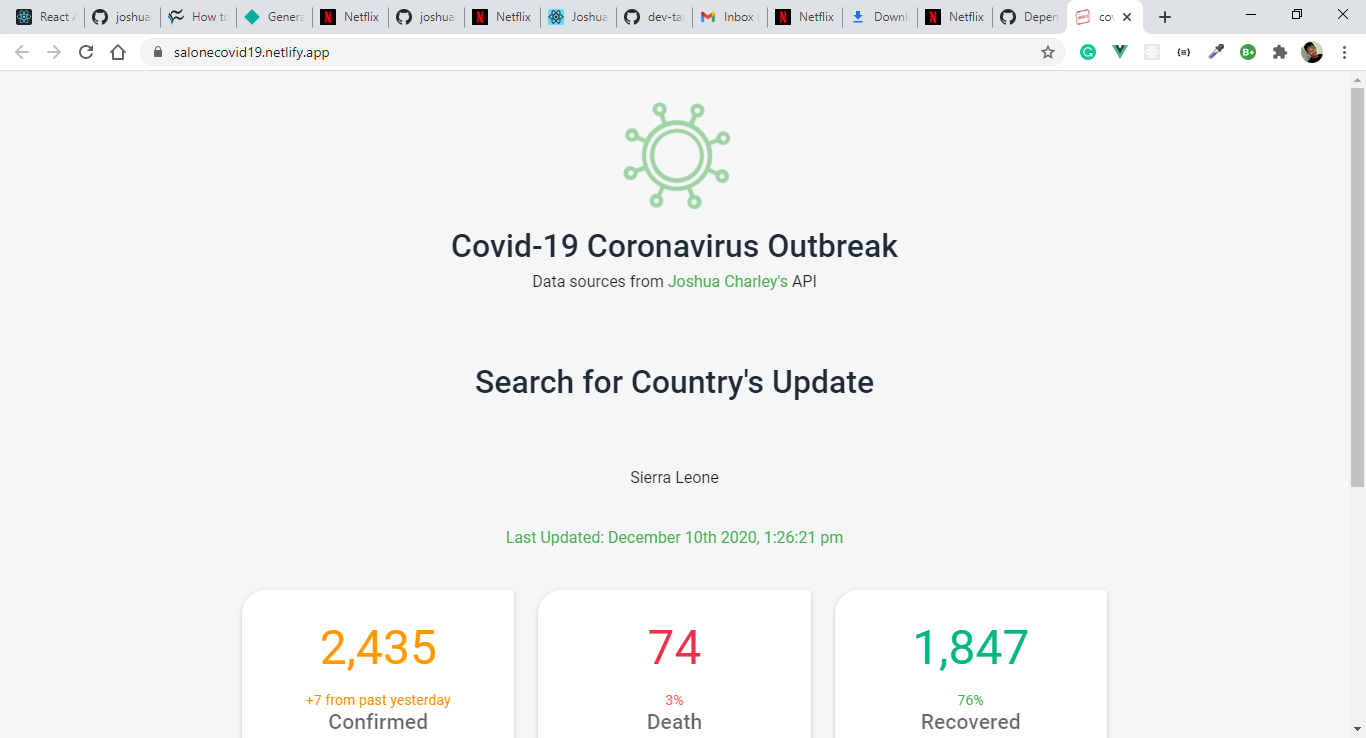 React A joshua How to Genera Netflix joshua Netflix Joshua dev-tar Inbox Netflix Downl Netflix Depen cov
salonecovid19.netlify.app
Covid-19 Coronavirus Outbreak
Data sources from Joshua Charley's API
Search for Country's Update
Sierra Leone
Last Updated: December 10th 2020, 1:26:21 pm
2,435 74 1,847
+7 from past yesterday 3% 76%
Confirmed Death Recovered